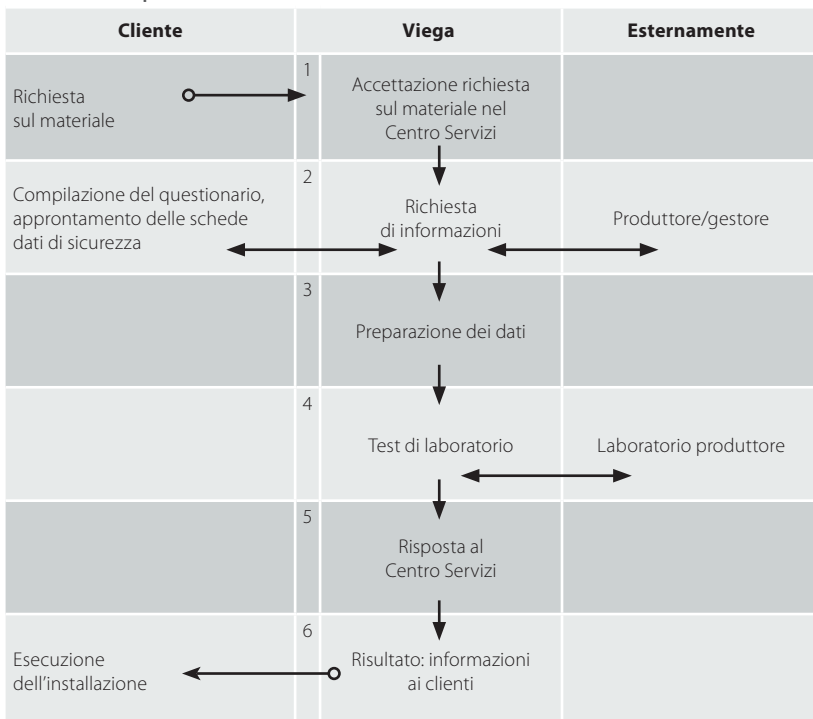 Cliente
Viega
Esternamente
1
Richiesta
sul materiale
Accettazione richiesta
sul materiale nel
Centro Servizi
2
Compilazione del questionario,
approntamento delle schede
dati di sicurezza
Richiesta
di informazioni
Produttore/gestore
3
Preparazione dei dati
4
Test di laboratorio
Laboratorio produttore
5
Risposta al
Centro Servizi
6
Esecuzione
dell'installazione
Risultato: informazioni
ai clienti